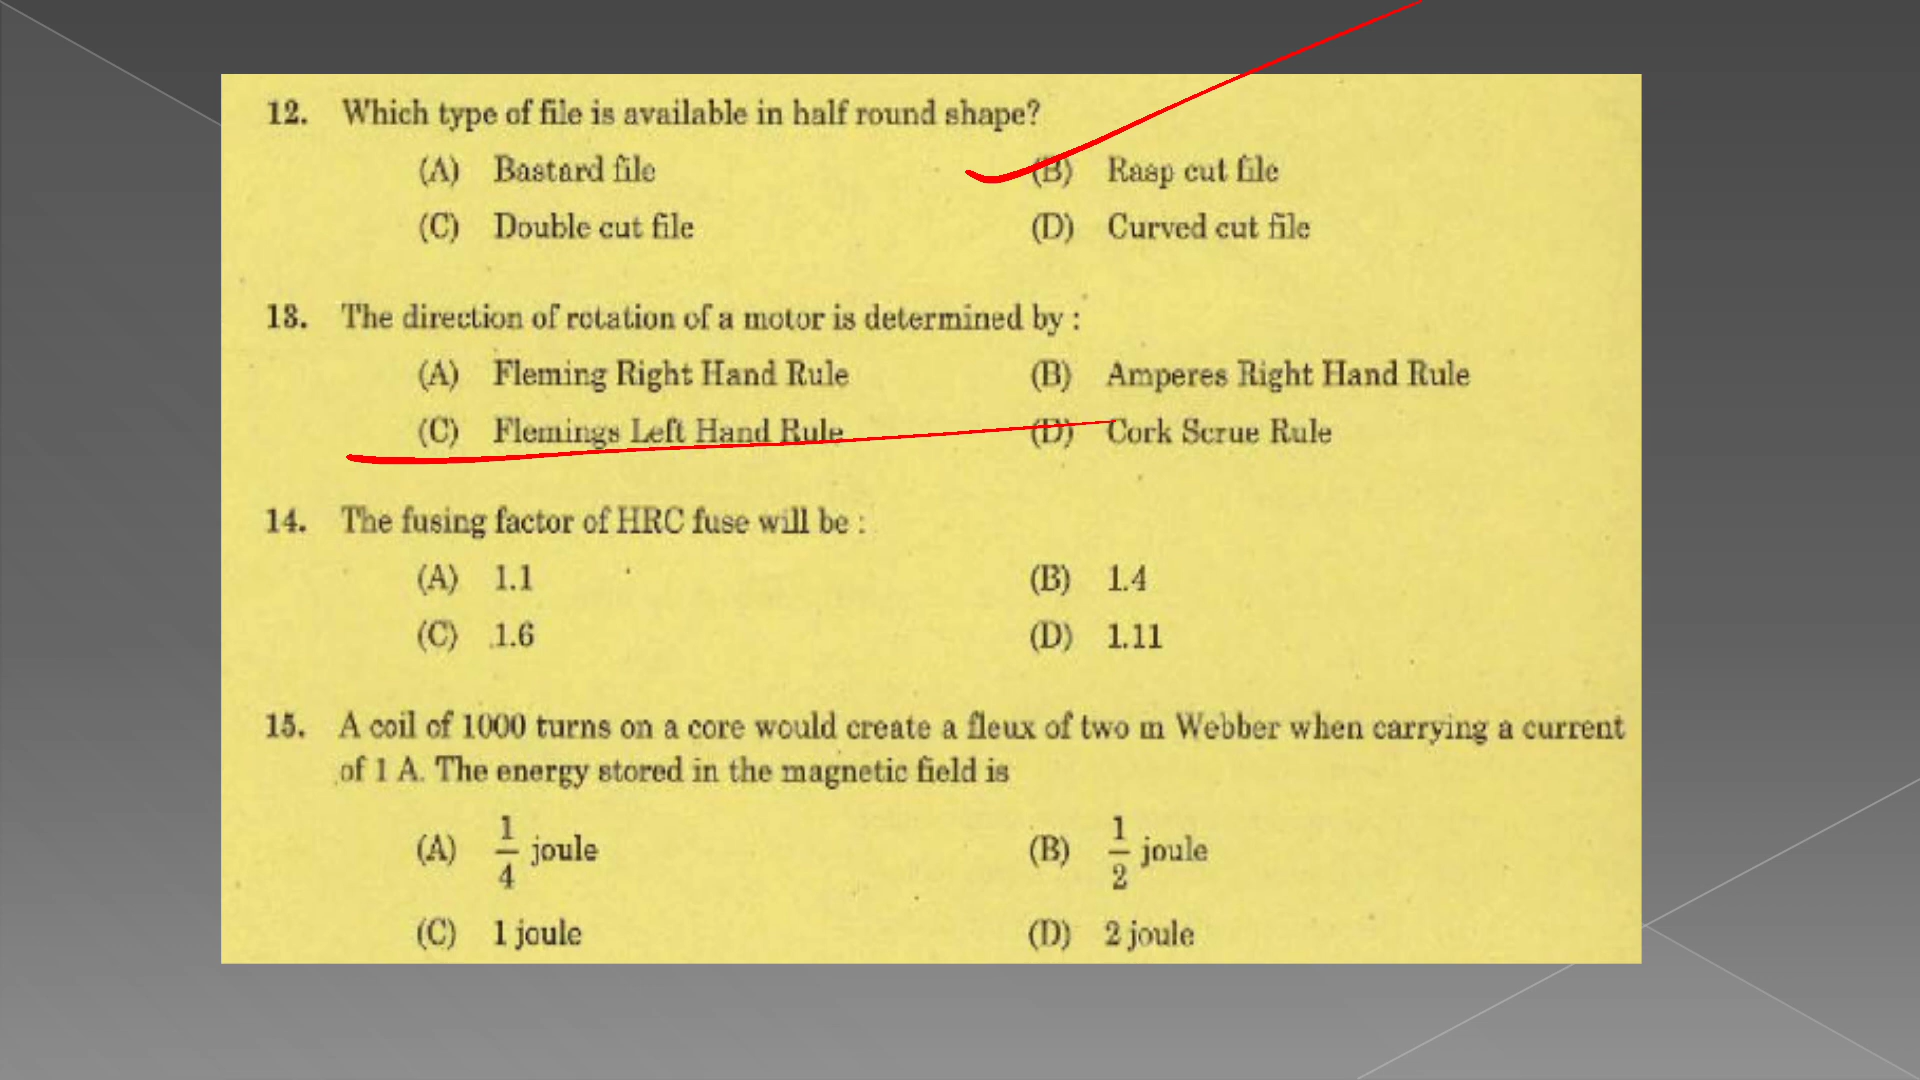 12. Which type of file is available in half round shape?
(A) Bastard file (B) Rasp cut file
(C) Double cut file (D) Curved cut file
13. The direction of rotation of a motor is determined by :
(A) Fleming Right Hand Rule (B) Amperes Right Hand Rule
(C) Flemings Left Hand Rule (D) Cork Scrue Rule
14. The fusing factor of HRC fuse will be :
(A) 1.1 (B) 1.4
(C) 1.6 (D) 1.11
15. A coil of 1000 turns on a core would create a fleux of two m Webber when carrying a current
of 1 A. The energy stored in the magnetic field is
(A) 1/4 joule (B) 1/2 joule
(C) 1 joule (D) 2 joule